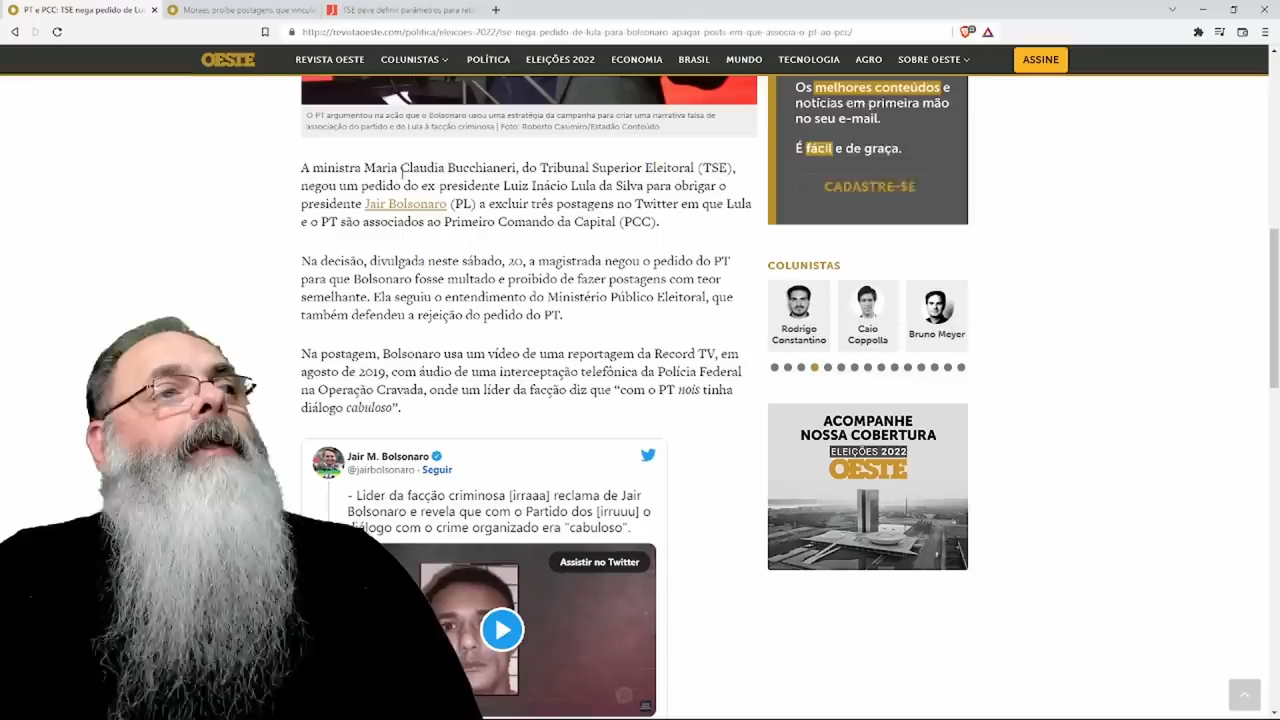 PT e PCC: TSE nega pedido de Lu
Moraes proíbe postagens que vincula
TSE deve definir parâmetros para reti
https://revistaoeste.com/politica/eleicoes-2022/tse-nega-pedido-de-lula-para-bolsonaro-apagar-posts-em-que-associa-o-pt-ao-pcc/
OESTE
REVISTA OESTE
COLUNISTAS
POLÍTICA
ELEIÇÕES 2022
ECONOMIA
BRASIL
MUNDO
TECNOLOGIA
AGRO
SOBRE OESTE
ASSINE
O PT argumentou na ação que o Bolsonaro usou uma estratégia da campanha para criar uma narrativa falsa de
associação do partido e de Lula à facção criminosa | Foto: Roberto Casimiro/Estadão Conteúdo
A ministra Maria Claudia Bucchianeri, do Tribunal Superior Eleitoral (TSE),
negou um pedido do ex-presidente Luiz Inácio Lula da Silva para obrigar o
presidente Jair Bolsonaro (PL) a excluir três postagens no Twitter em que Lula
e o PT são associados ao Primeiro Comando da Capital (PCC).
Na decisão, divulgada neste sábado, 20, a magistrada negou o pedido do PT
para que Bolsonaro fosse multado e proibido de fazer postagens com teor
semelhante. Ela seguiu o entendimento do Ministério Público Eleitoral, que
também defendeu a rejeição do pedido do PT.
Na postagem, Bolsonaro usa um vídeo de uma reportagem da Record TV, em
agosto de 2019, com áudio de uma interceptação telefônica da Polícia Federal
na Operação Cravada, onde um líder da facção diz que “com o PT nois tinha
diálogo cabuloso”.
Jair M. Bolsonaro
@jairbolsonaro · Seguir
- Líder da facção criminosa [irraaa] reclama de Jair
Bolsonaro e revela que com o Partido dos [irruuu] o
diálogo com o crime organizado era "cabuloso".
Assistir no Twitter
Os melhores conteúdos e
notícias em primeira mão
no seu e-mail.
É fácil e de graça.
CADASTRE-SE
COLUNISTAS
Rodrigo
Constantino
Caio
Coppolla
Bruno Meyer
ACOMPANHE
NOSSA COBERTURA
ELEIÇÕES 2022
OESTE